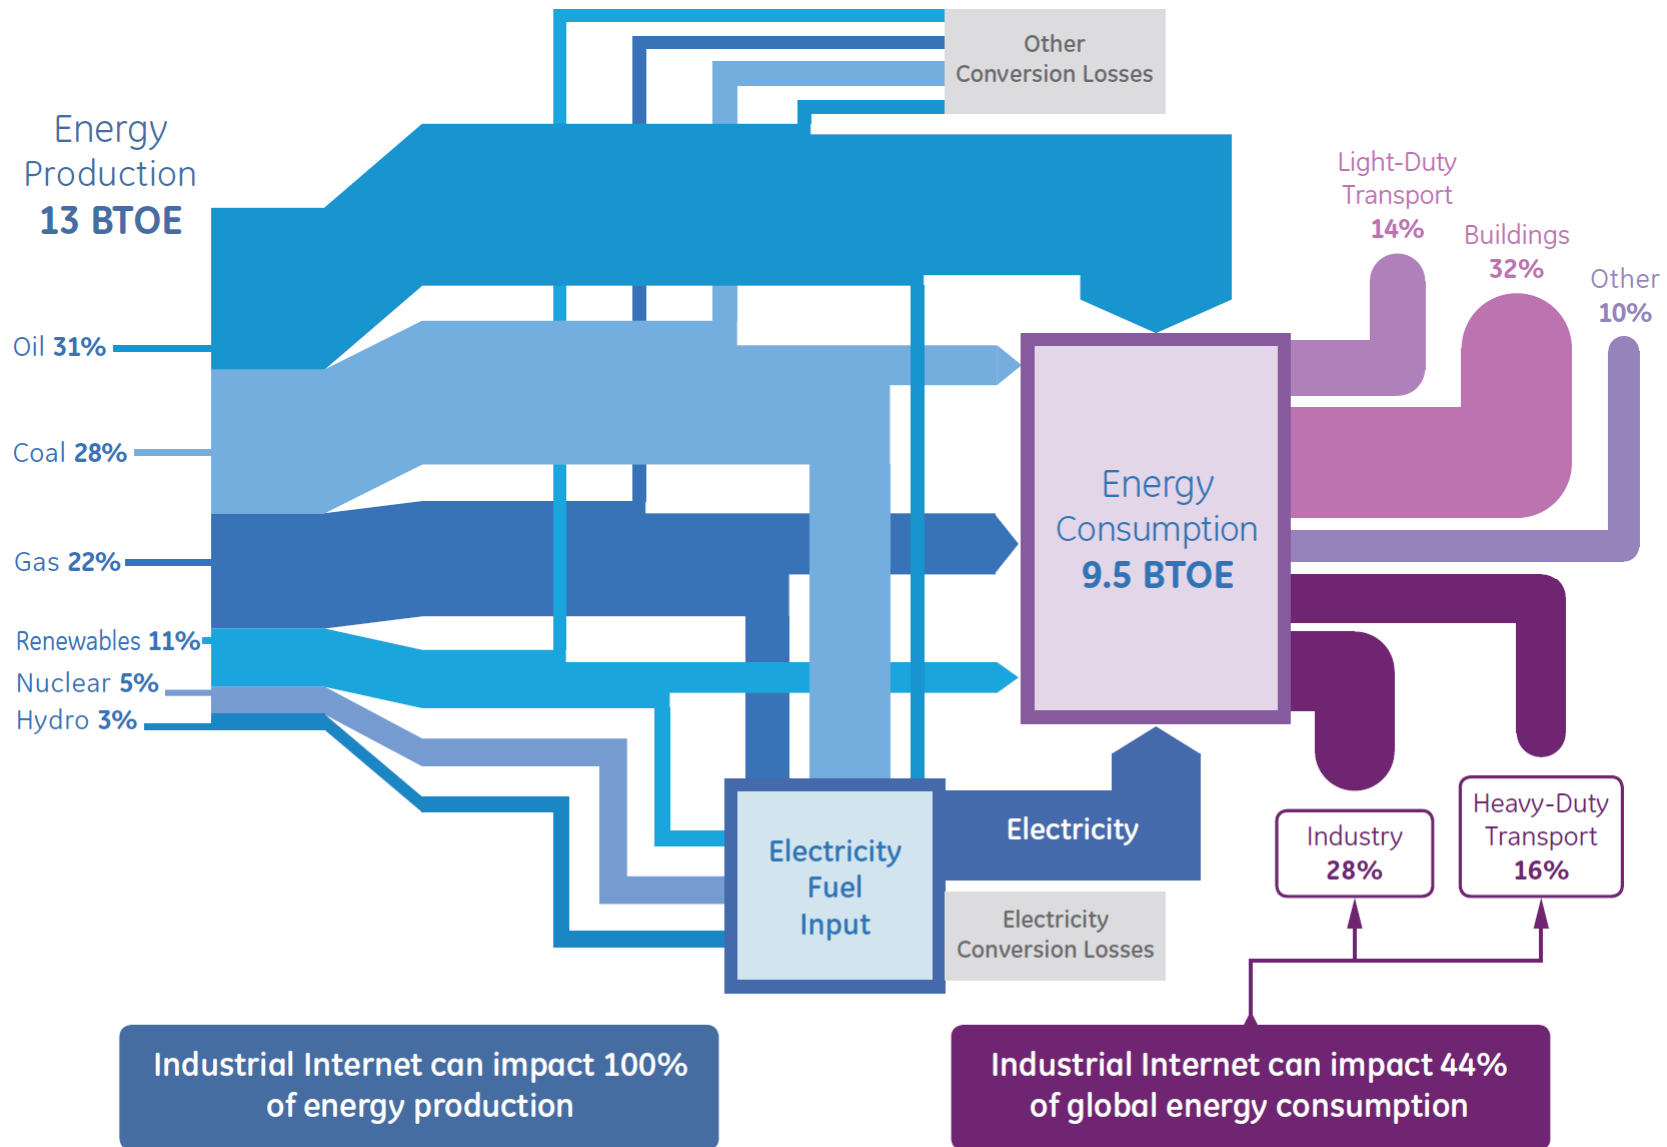 Other
Conversion Losses
Energy
Production
13 BTOE
Light-Duty
Transport
14%
Buildings
32%
Other
10%
Oil 31%
Coal 28%
Gas 22%
Renewables 11%
Nuclear 5%
Hydro 3%
Energy
Consumption
9.5 BTOE
Electricity
Fuel
Input
Electricity
Electricity
Conversion Losses
Industry
28%
Heavy-Duty
Transport
16%
Industrial Internet can impact 100%
of energy production
Industrial Internet can impact 44%
of global energy consumption